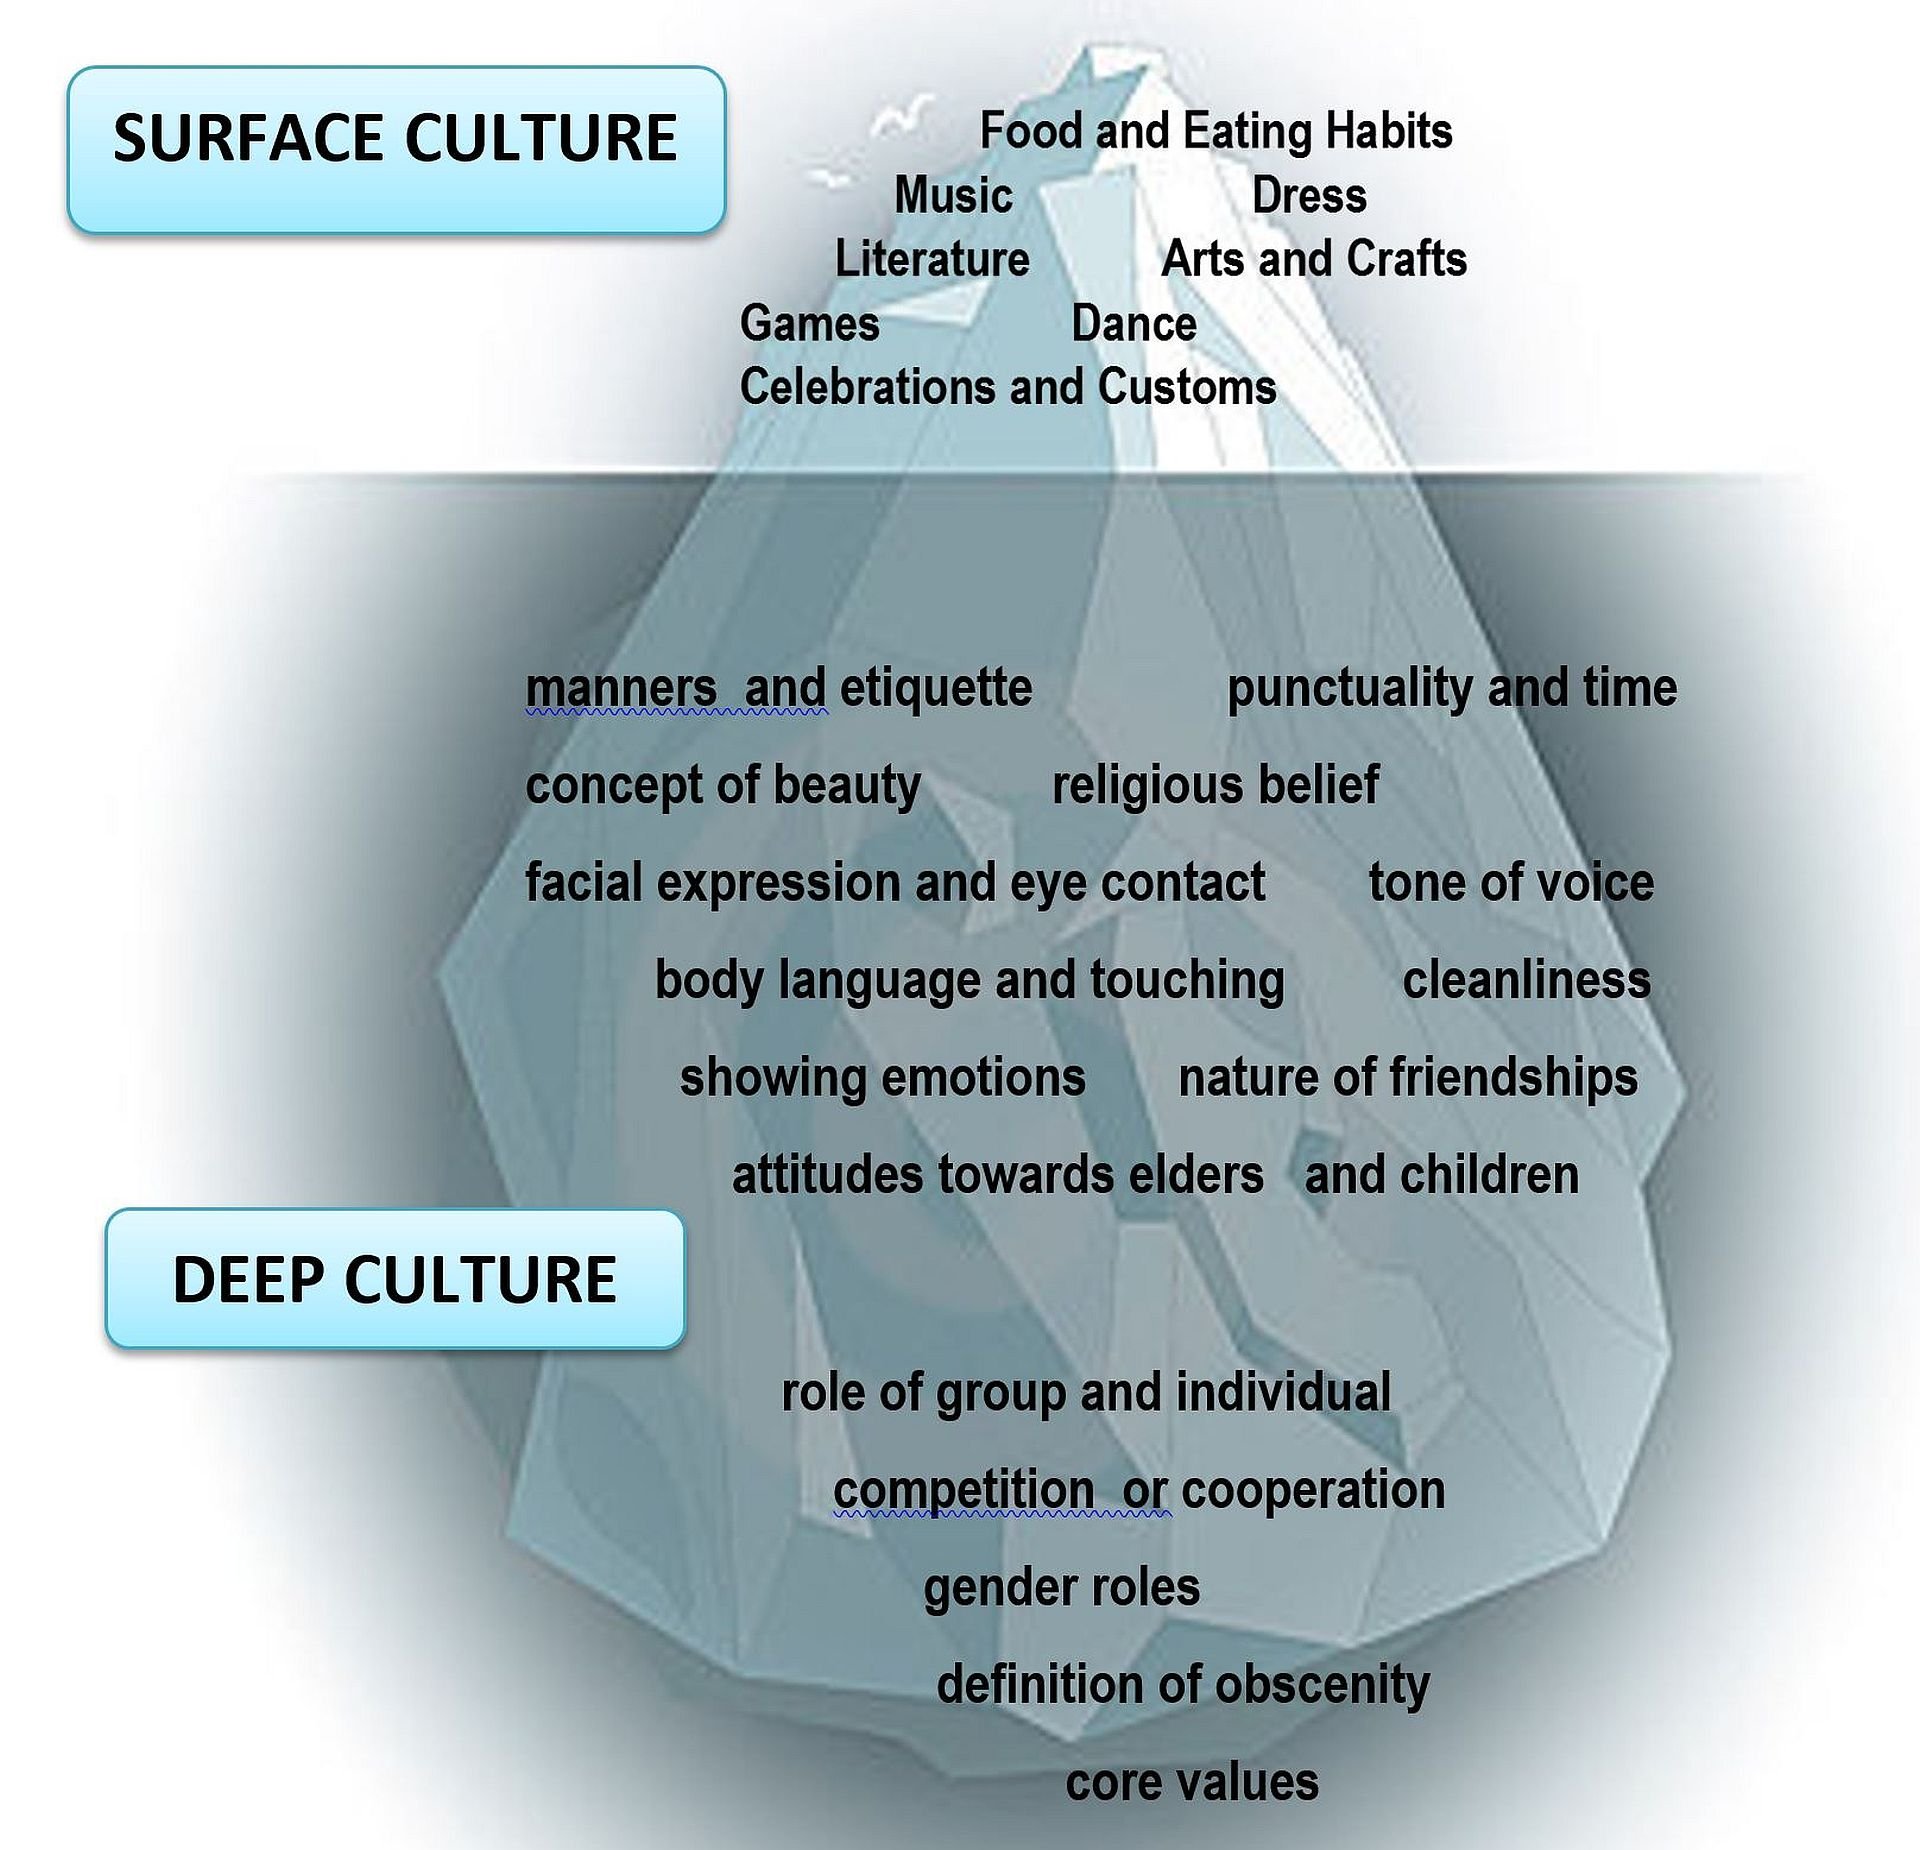 SURFACE CULTURE
Food and Eating Habits
Music Dress
Literature Arts and Crafts
Games Dance
Celebrations and Customs
manners and etiquette punctuality and time
concept of beauty religious belief
facial expression and eye contact tone of voice
body language and touching cleanliness
showing emotions nature of friendships
attitudes towards elders and children
DEEP CULTURE
role of group and individual
competition or cooperation
gender roles
definition of obscenity
core values